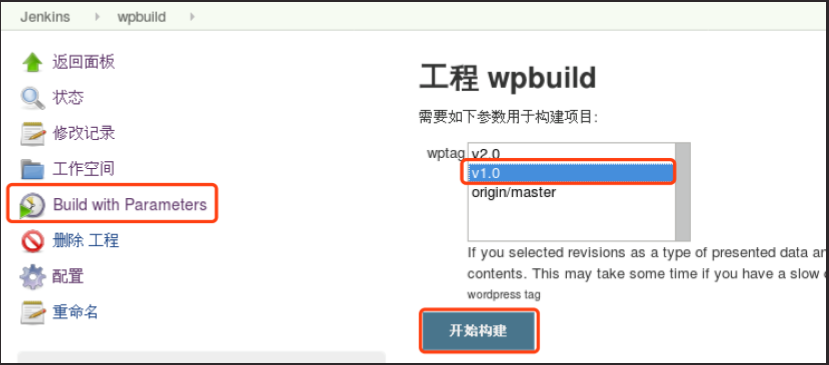 Jenkins wpbuild
返回面板
状态
修改记录
工作空间
Build with Parameters
删除 工程
配置
重命名
工程 wpbuild
需要如下参数用于构建项目:
wptag
v2.0
v1.0
origin/master
If you selected revisions as a type of presented data
contents. This may take some time if you have a slow
wordpress tag
开始构建